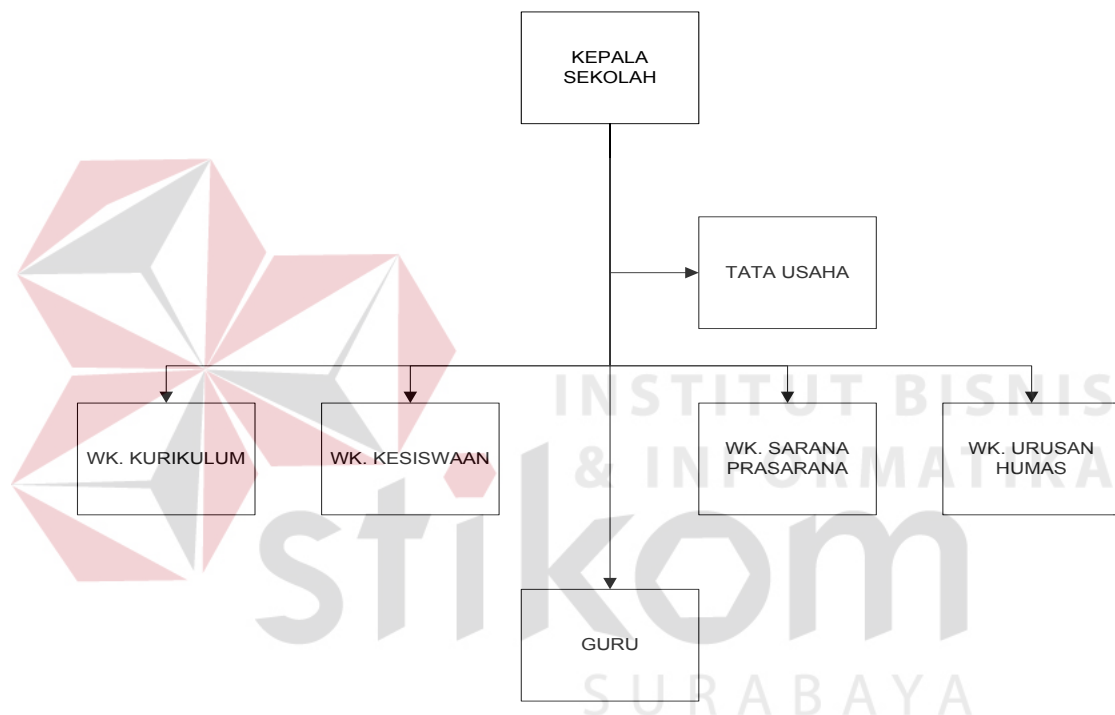 KEPALA
SEKOLAH
TATA USAHA
WK. KURIKULUM
WK. KESISWAAN
WK. SARANA
PRASARANA
WK. URUSAN
HUMAS
GURU
INSTITUT BISNIS
& INFORMATIKA
stikom
SURABAYA